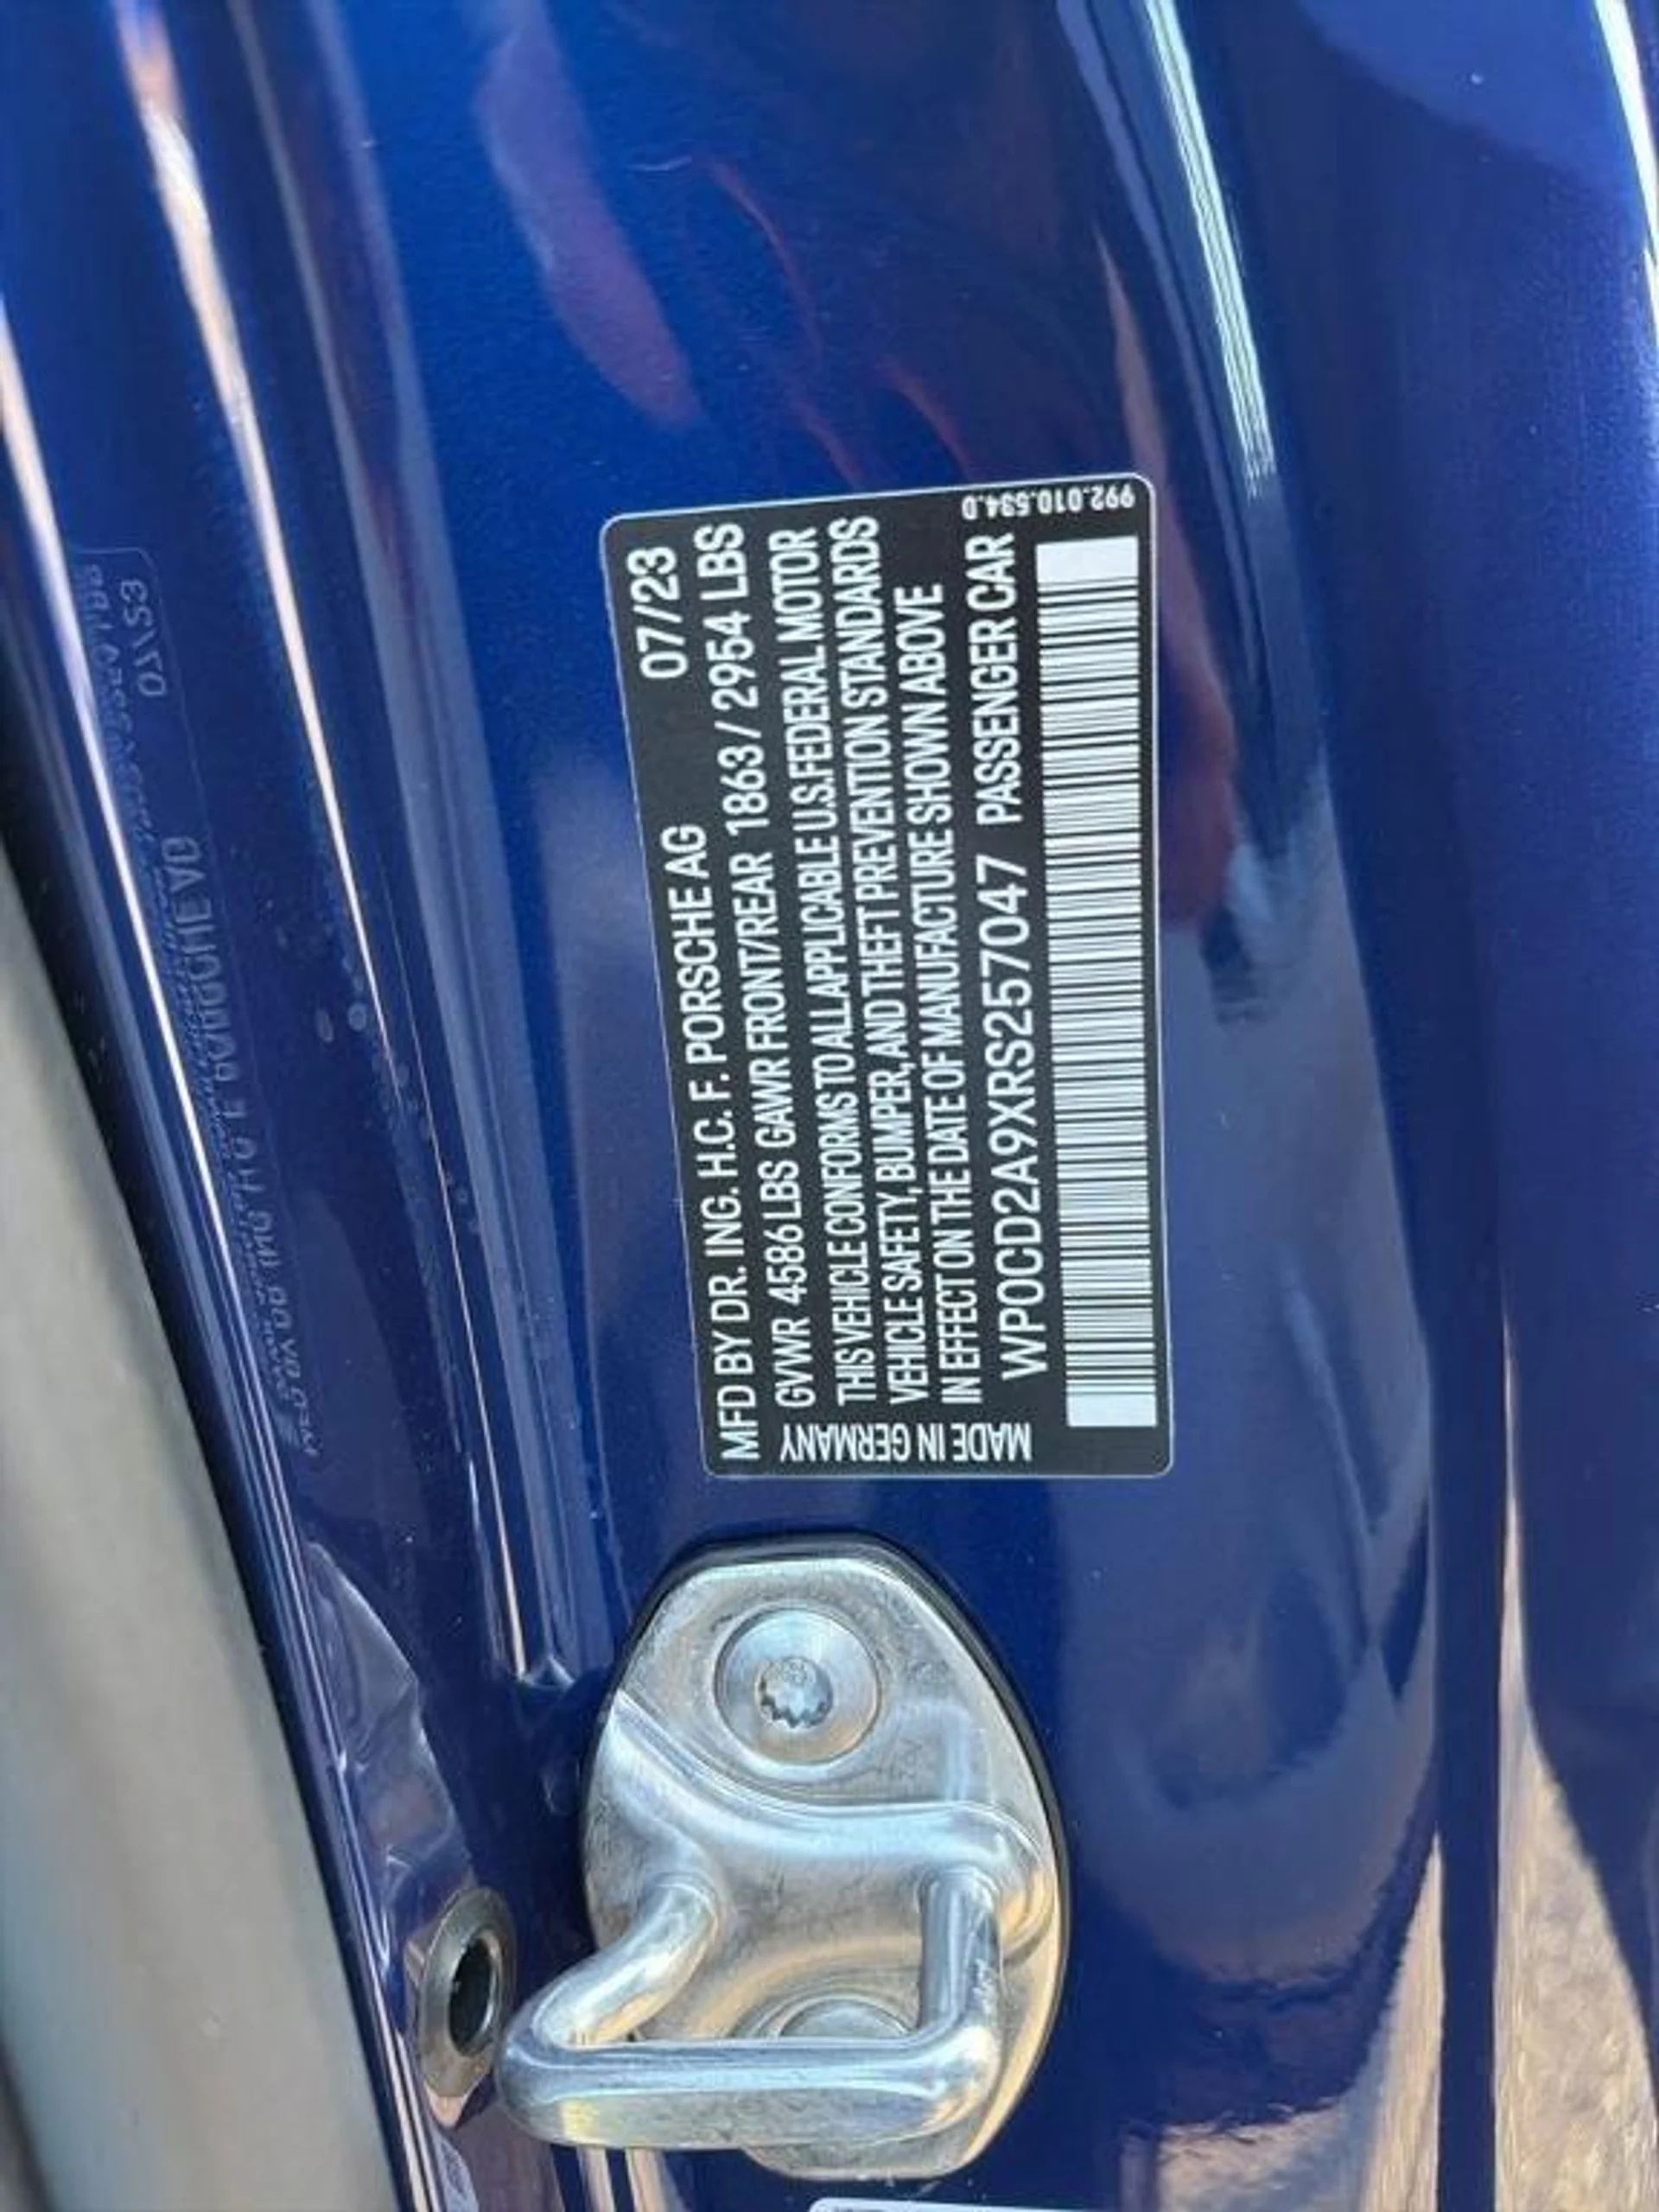 MFD BY DR. ING. H.C. F. PORSCHE AG 07/23
GVWR 4586 LBS GAWR FRONT/REAR 1863 / 2954 LBS
THIS VEHICLE CONFORMS TO ALL APPLICABLE U.S. FEDERAL MOTOR
VEHICLE SAFETY, BUMPER, AND THEFT PREVENTION STANDARDS
IN EFFECT ON THE DATE OF MANUFACTURE SHOWN ABOVE
WP0CD2A9XRS257047 PASSENGER CAR
MADE IN GERMANY
992.010.534.D